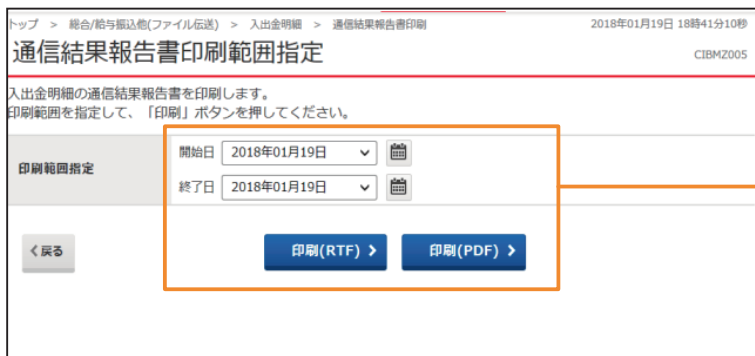 トップ > 総合/給与振込他(ファイル伝送) > 入出金明細 > 通信結果報告書印刷 2018年01月19日 18時41分10秒
通信結果報告書印刷範囲指定 CIBMZ005
入出金明細の通信結果報告書を印刷します。
印刷範囲を指定して、「印刷」ボタンを押してください。
印刷範囲指定
開始日 2018年01月19日
終了日 2018年01月19日
戻る 印刷(RTF) 印刷(PDF)